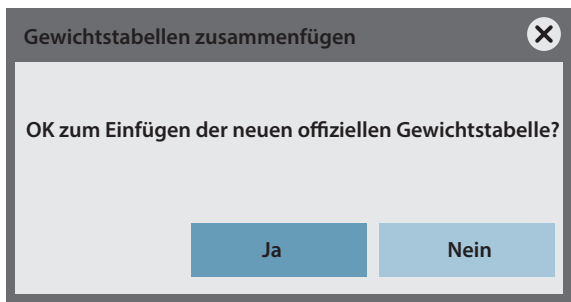 Gewichtstabellen zusammenfügen
OK zum Einfügen der neuen offiziellen Gewichtstabelle?
Ja
Nein